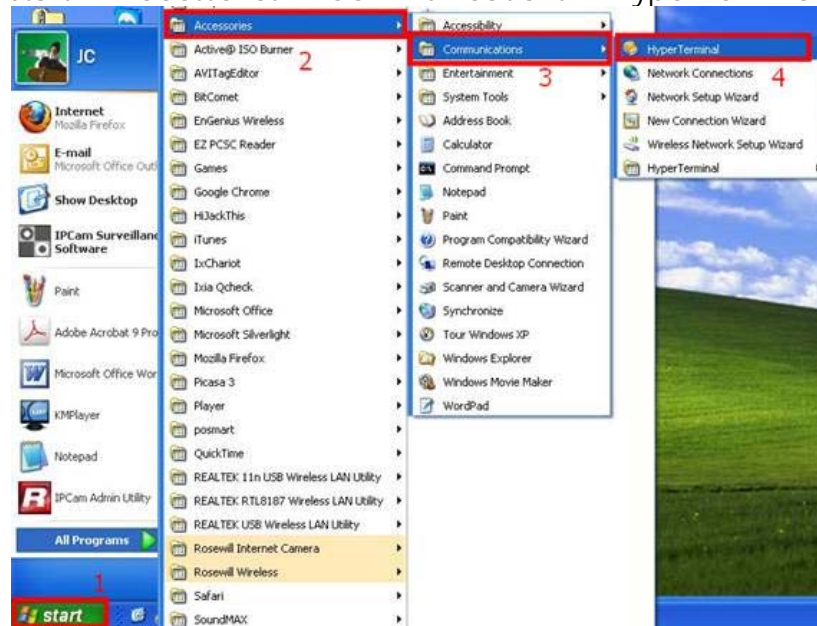 JC
Internet
Mozilla Firefox
E-mail
Microsoft Office
Show Desktop
IPCam
Software
Paint
Adobe Acrobat 9
Microsoft Office
KMPlayer
Notepad
IPCam Admin Utility
All Programs
1
start
Accessories
Active@ ISO Burner
2
AVITagEditor
BitComet
EnGenius Wireless
EZ PCSC Reader
Games
Google Chrome
HiJackThis
iTunes
IxChariot
Ixia Qcheck
Microsoft Office
Microsoft Silverlight
Mozilla Firefox
Picasa 3
Player
posmart
QuickTime
REALTEK 11n USB Wireless LAN Utility
REALTEK RTL8187 Wireless LAN Utility
REALTEK USB Wireless LAN Utility
Rosewill Internet Camera
Rosewill Wireless
Safari
SoundMAX
Accessibility
Communications
3
Entertainment
System Tools
Address Book
Calculator
Command Prompt
Notepad
Paint
Program Compatibility Wizard
Remote Desktop Connection
Scanner and Camera Wizard
Synchronize
Tour Windows XP
Windows Explorer
Windows Movie Maker
WordPad
HyperTerminal
Network Connections
4
Network Setup Wizard
New Connection Wizard
Wireless Network Setup Wizard
HyperTerminal